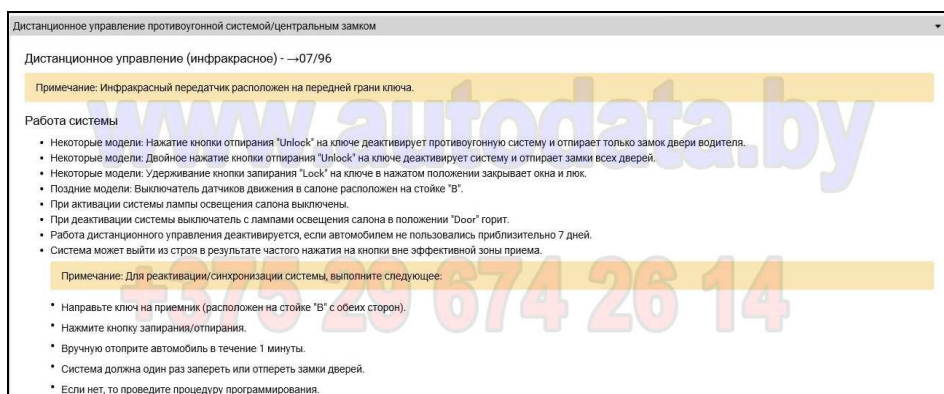 Дистанционное управление противоугонной системой/центральным замком
Дистанционное управление (инфракрасное) - →07/96
Примечание: Инфракрасный передатчик расположен на передней грани ключа.
www.autodata.by
Работа системы
• Некоторые модели: Нажатие кнопки отпирания "Unlock" на ключе деактивирует противоугонную систему и отпирает только замок двери водителя.
• Некоторые модели: Двойное нажатие кнопки отпирания "Unlock" на ключе деактивирует систему и отпирает замки всех дверей.
• Некоторые модели: Удерживание кнопки запирания "Lock" на ключе в нажатом положении закрывает окна и люк.
• Поздние модели: Выключатель датчиков движения в салоне расположен на стойке "B".
• При активации системы лампы освещения салона выключены.
• При деактивации системы выключатель с лампами освещения салона в положении "Door" горит.
• Работа дистанционного управления деактивируется, если автомобилем не пользовались приблизительно 7 дней.
• Система может выйти из строя в результате частого нажатия на кнопки вне эффективной зоны приема.
Примечание: Для реактивации/синхронизации системы, выполните следующее:
+375 29 674 26 14
• Направьте ключ на приемник (расположен на стойке "B" с обеих сторон).
• Нажмите кнопку запирания/отпирания.
• Вручную отоприте автомобиль в течение 1 минуты.
• Система должна один раз запереть или отпереть замки дверей.
• Если нет, то проведите процедуру программирования.